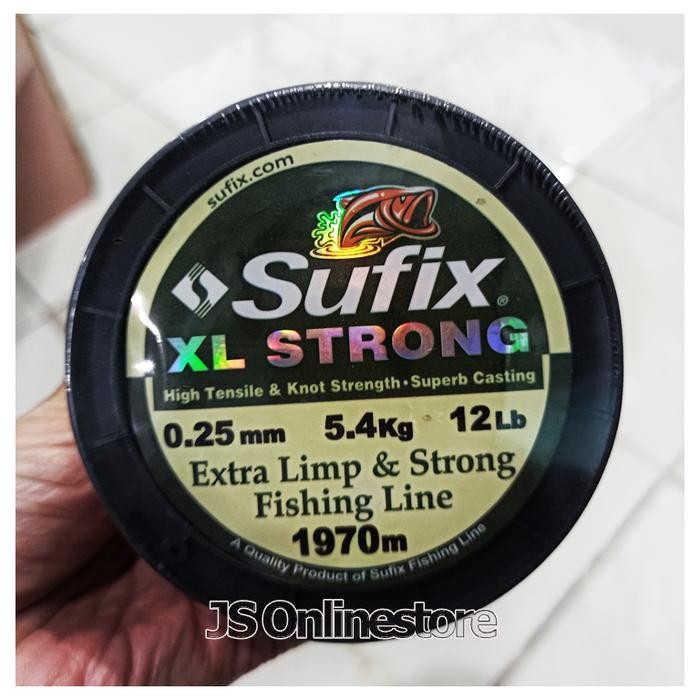 sufix.com
Sufix®
XL STRONG
High Tensile & Knot Strength • Superb Casting
0.25mm 5.4Kg 12Lb
Extra Limp & Strong
Fishing Line
1970m
A Quality Product of Sufix Fishing Line
JS Onlinestore